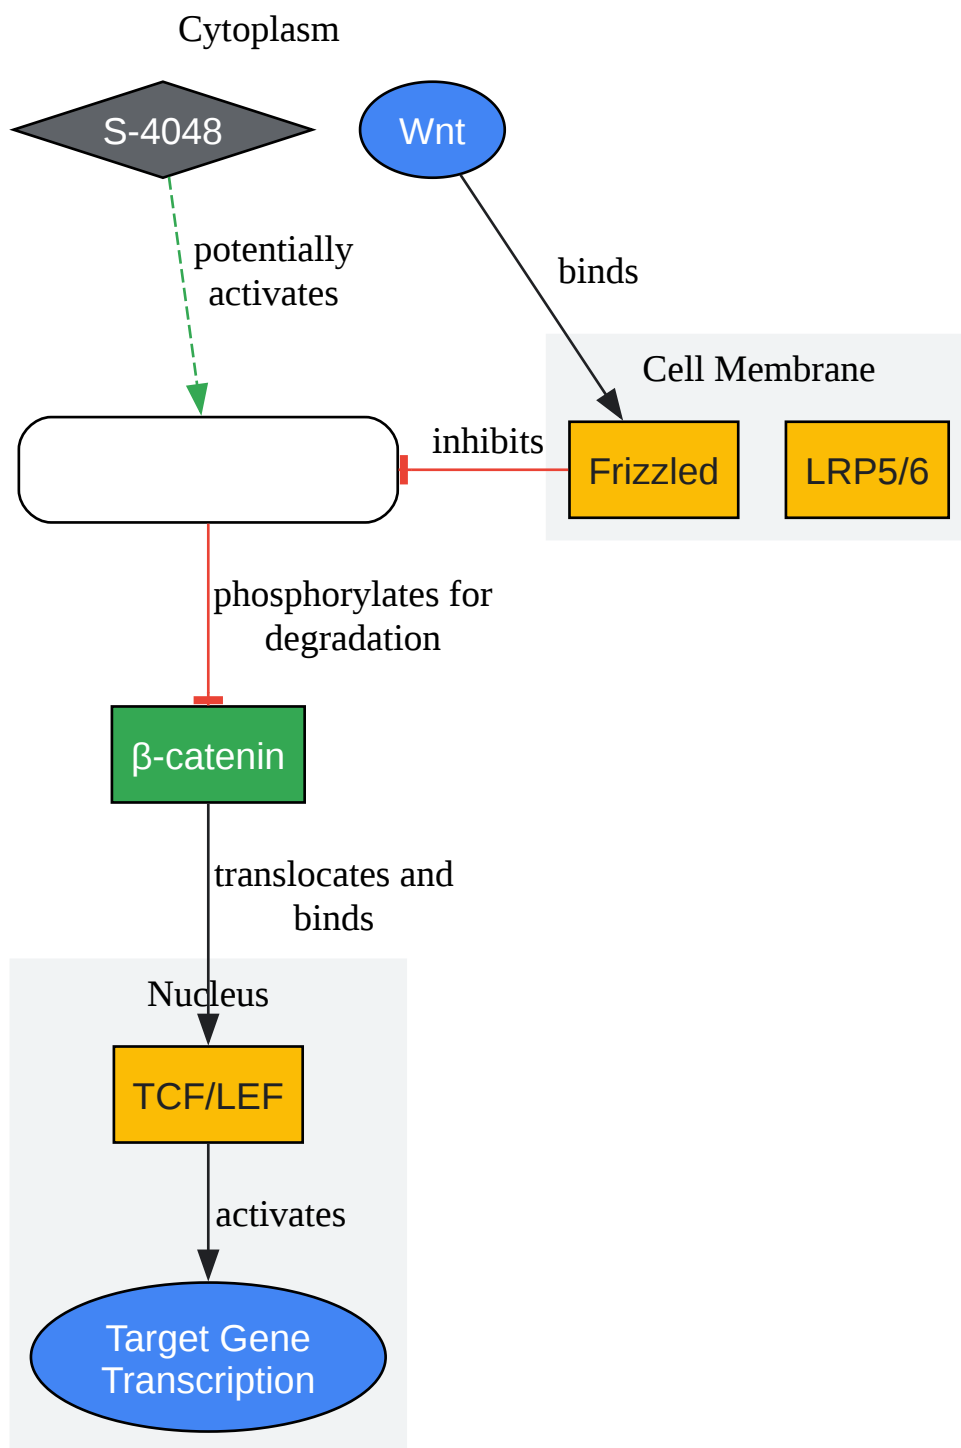 Cytoplasm
S-4048
Wnt
potentially
activates
binds
Cell Membrane
inhibits
Frizzled
LRP5/6
phosphorylates for
degradation
β-catenin
translocates and
binds
Nucleus
TCF/LEF
activates
Target Gene
Transcription